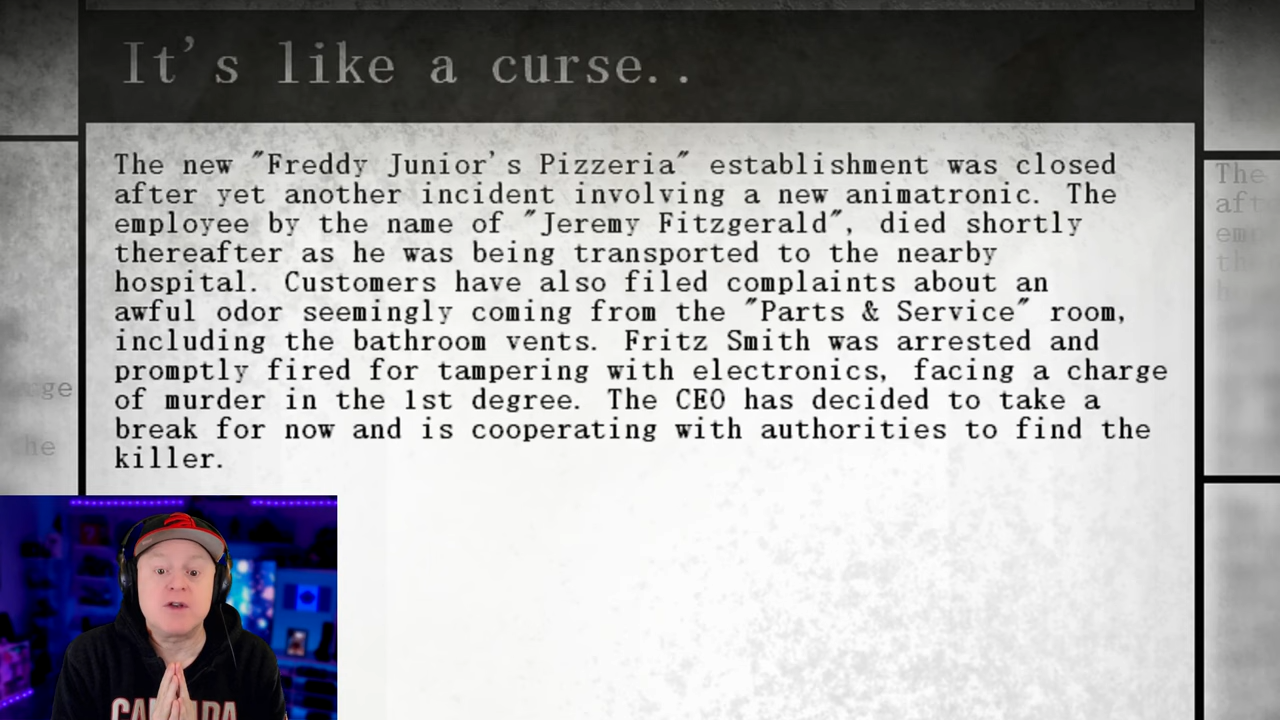 It's like a curse..
The new "Freddy Junior's Pizzeria" establishment was closed
after yet another incident involving a new animatronic. The
employee by the name of "Jeremy Fitzgerald", died shortly
thereafter as he was being transported to the nearby
hospital. Customers have also filed complaints about an
awful odor seemingly coming from the "Parts & Service" room,
including the bathroom vents. Fritz Smith was arrested and
promptly fired for tampering with electronics, facing a charge
of murder in the 1st degree. The CEO has decided to take a
break for now and is cooperating with authorities to find the
killer.
he
The
CANADA